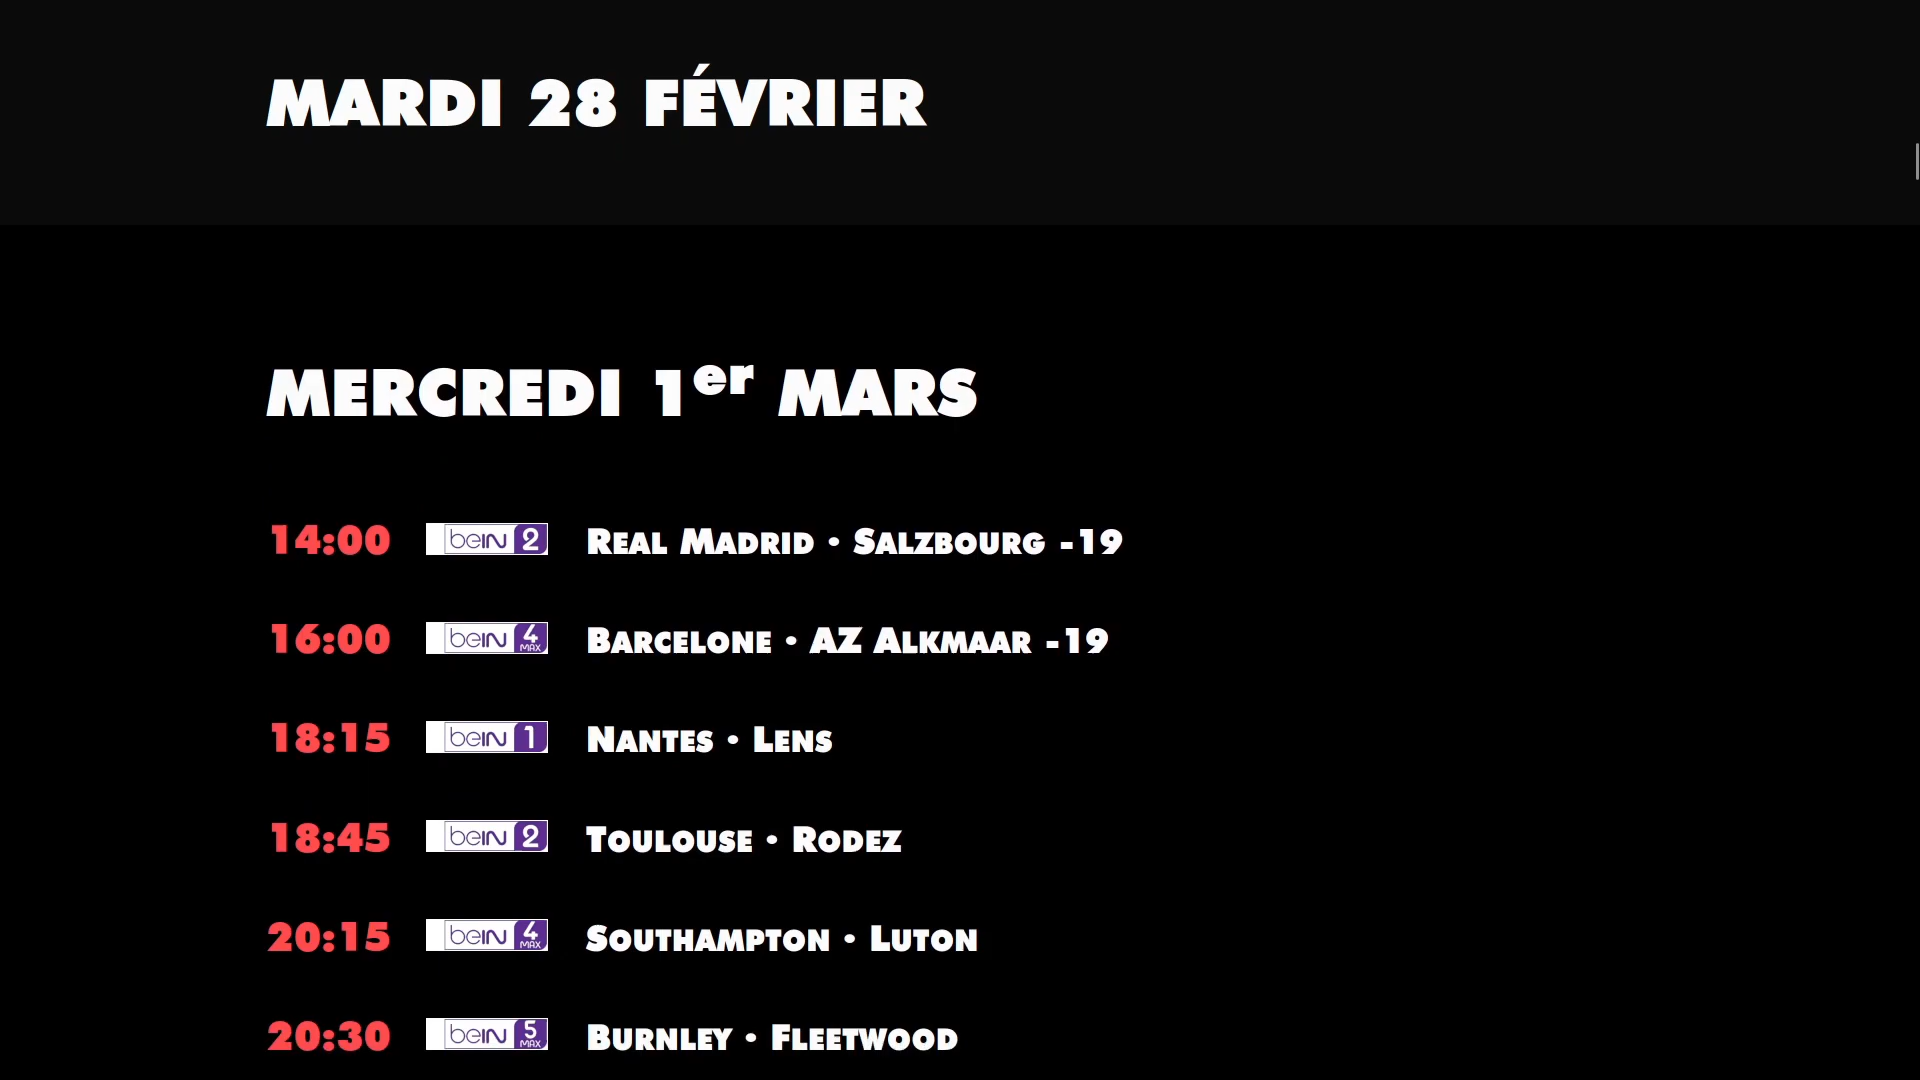 MARDI 28 FÉVRIER
MERCREDI 1er MARS
14:00 beIN 2 Real Madrid • Salzbourg -19
16:00 beIN 4 MAX Barcelone • AZ Alkmaar -19
18:15 beIN 1 Nantes • Lens
18:45 beIN 2 Toulouse • Rodez
20:15 beIN 4 MAX Southampton • Luton
20:30 beIN 5 MAX Burnley • Fleetwood